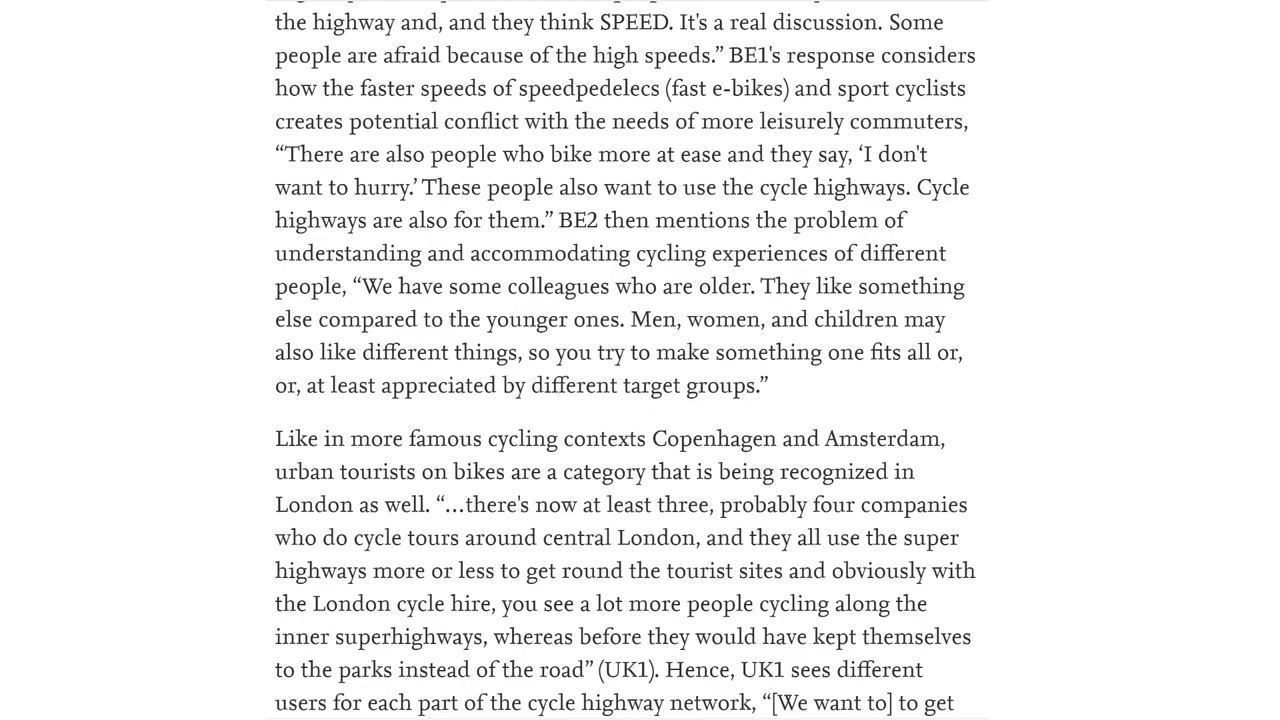 the highway and, and they think SPEED. It's a real discussion. Some
people are afraid because of the high speeds.” BE1's response considers
how the faster speeds of speedpedelecs (fast e-bikes) and sport cyclists
creates potential conflict with the needs of more leisurely commuters,
“There are also people who bike more at ease and they say, ‘I don't
want to hurry.’ These people also want to use the cycle highways. Cycle
highways are also for them.” BE2 then mentions the problem of
understanding and accommodating cycling experiences of different
people, “We have some colleagues who are older. They like something
else compared to the younger ones. Men, women, and children may
also like different things, so you try to make something one fits all or,
or, at least appreciated by different target groups.”
Like in more famous cycling contexts Copenhagen and Amsterdam,
urban tourists on bikes are a category that is being recognized in
London as well. “…there's now at least three, probably four companies
who do cycle tours around central London, and they all use the super
highways more or less to get round the tourist sites and obviously with
the London cycle hire, you see a lot more people cycling along the
inner superhighways, whereas before they would have kept themselves
to the parks instead of the road” (UK1). Hence, UK1 sees different
users for each part of the cycle highway network, “[We want to] to get